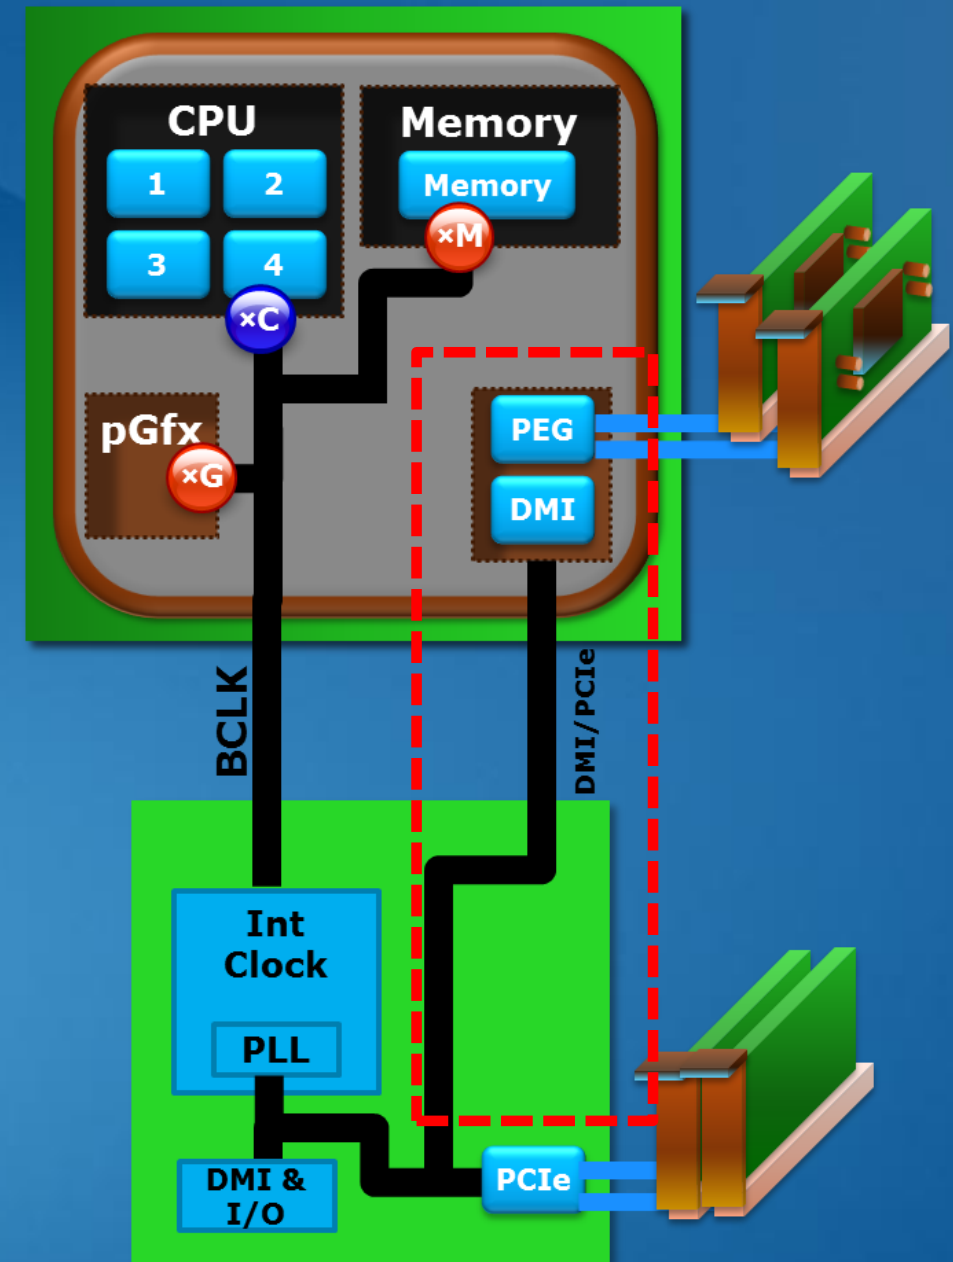 CPU
1
2
3
4
×C
Memory
Memory
×M
pGfx
×G
PEG
DMI
BCLK
DMI/PCIe
Int
Clock
PLL
DMI &
I/O
PCIe